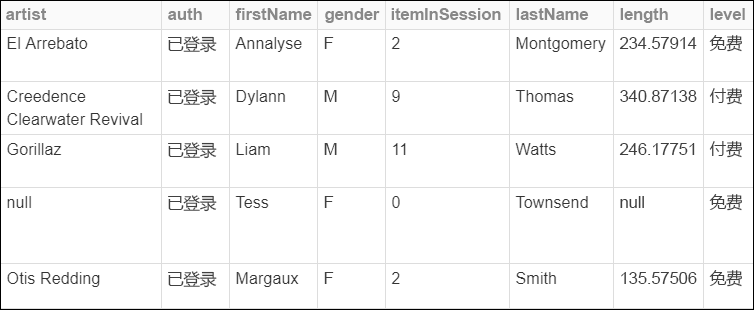 artist auth firstName gender itemInSession lastName length level
El Arrebato 已登录 Annalyse F 2 Montgomery 234.57914 免费
Creedence 已登录 Dylann M 9 Thomas 340.87138 付费
Clearwater Revival
Gorillaz 已登录 Liam M 11 Watts 246.17751 付费
null 已登录 Tess F 0 Townsend null 免费
Otis Redding 已登录 Margaux F 2 Smith 135.57506 免费